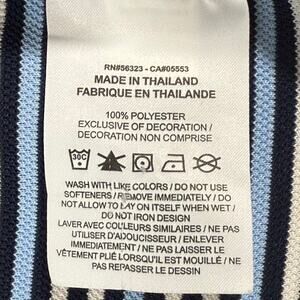 RN#56323 - CA#05553
MADE IN THAILAND
FABRIQUE EN THAILANDE
100% POLYESTER
EXCLUSIVE OF DECORATION /
DECORATION NON COMPRISE
30C
WASH WITH LIKE COLORS / DO NOT USE
SOFTENERS / REMOVE IMMEDIATELY / DO
NOT ALLOW TO LAY ON ITSELF WHEN WET /
DO NOT IRON DESIGN
LAVER AVEC COULEURS SIMILAIRES / NE PAS
UTILISER D'ADOUCISSEUR / ENLEVER
IMMEDIATEMENT / NE PAS LAISSER LE
VÊTEMENT PLIÉ LORSQU'IL EST MOUILLÉ / NE
PAS REPASSER LE DESSIN